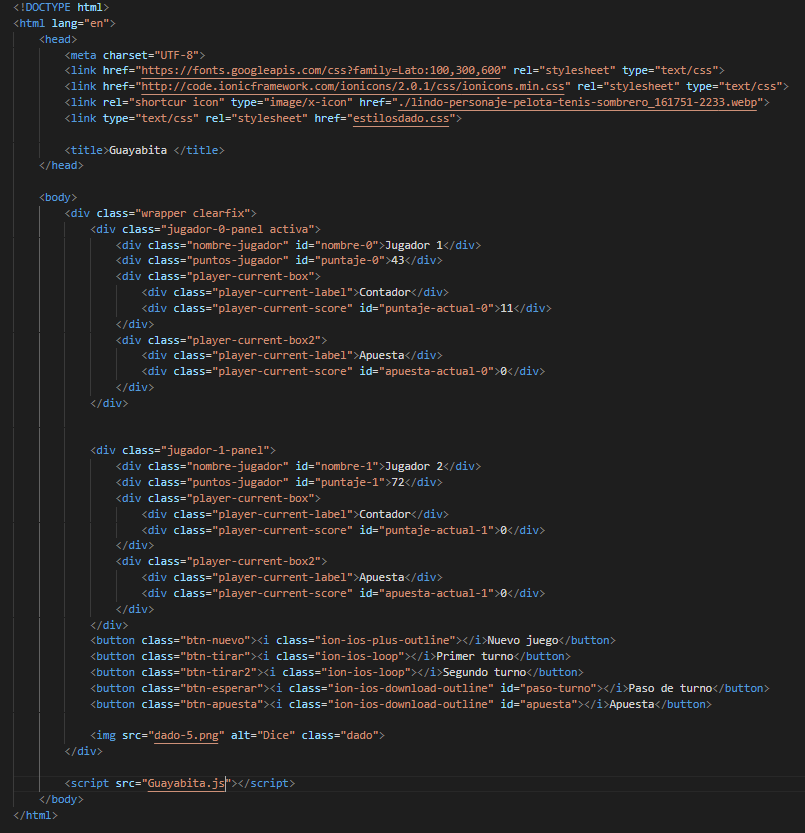 <!DOCTYPE html>
<html lang="en">
<head>
<meta charset="UTF-8">
<link href="https://fonts.googleapis.com/css?family=Lato:100,300,600" rel="stylesheet" type="text/css">
<link href="http://code.ionicframework.com/ionicons/2.0.1/css/ionicons.min.css" rel="stylesheet" type="text/css">
<link rel="shortcur icon" type="image/x-icon" href="./lindo-personaje-pelota-tenis-sombrero_161751-2233.webp">
<link type="text/css" rel="stylesheet" href="estilosdado.css">
<title>Guayabita </title>
</head>
<body>
<div class="wrapper clearfix">
<div class="jugador-0-panel activa">
<div class="nombre-jugador" id="nombre-0">Jugador 1</div>
<div class="puntos-jugador" id="puntaje-0">43</div>
<div class="player-current-box">
<div class="player-current-label">Contador</div>
<div class="player-current-score" id="puntaje-actual-0">11</div>
</div>
<div class="player-current-box2">
<div class="player-current-label">Apuesta</div>
<div class="player-current-score" id="apuesta-actual-0">0</div>
</div>
</div>
<div class="jugador-1-panel">
<div class="nombre-jugador" id="nombre-1">Jugador 2</div>
<div class="puntos-jugador" id="puntaje-1">72</div>
<div class="player-current-box">
<div class="player-current-label">Contador</div>
<div class="player-current-score" id="puntaje-actual-1">0</div>
</div>
<div class="player-current-box2">
<div class="player-current-label">Apuesta</div>
<div class="player-current-score" id="apuesta-actual-1">0</div>
</div>
</div>
<button class="btn-nuevo"><i class="ion-ios-plus-outline"></i>Nuevo juego</button>
<button class="btn-tirar"><i class="ion-ios-loop"></i>Primer turno</button>
<button class="btn-tirar2"><i class="ion-ios-loop"></i>Segundo turno</button>
<button class="btn-esperar"><i class="ion-ios-download-outline" id="paso-turno"></i>Paso de turno</button>
<button class="btn-apuesta"><i class="ion-ios-download-outline" id="apuesta"></i>Apuesta</button>
<img src="dado-5.png" alt="Dice" class="dado">
</div>
<script src="Guayabita.js"></script>
</body>
</html>